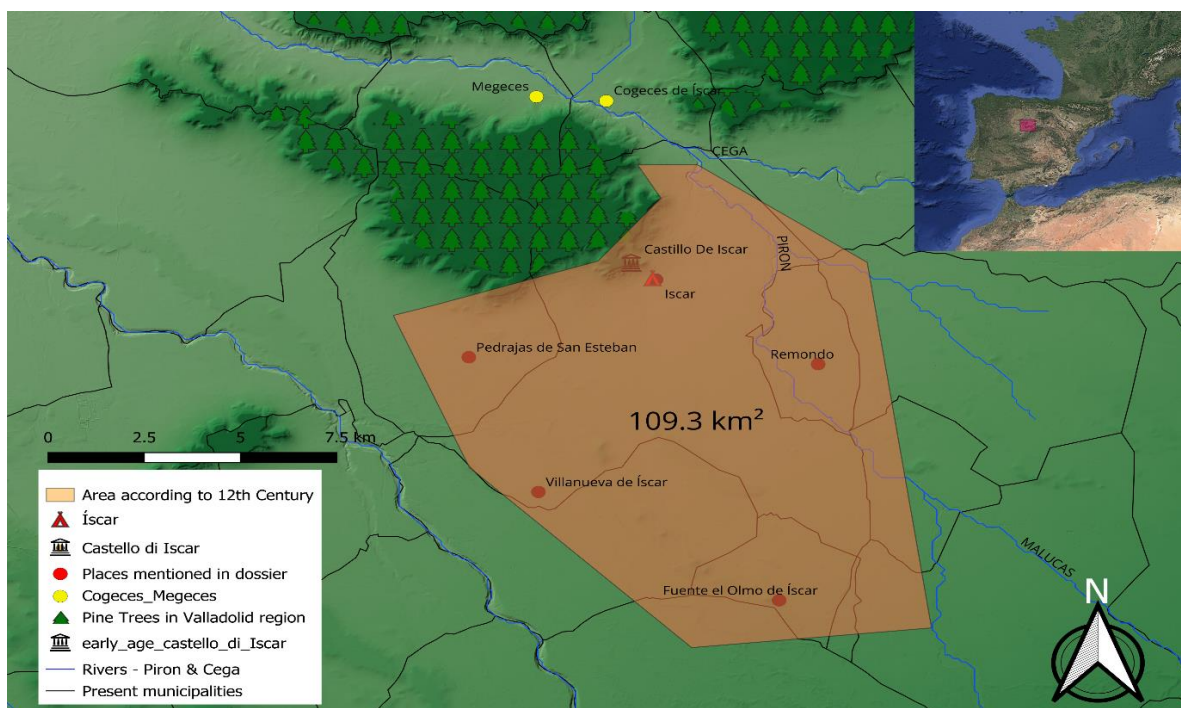 Megeces
Cogeces de Íscar
CEGA
PIRON
Castillo De Iscar
Iscar
Pedrajas de San Esteban
Remondo
109.3 km²
Villanueva de Íscar
Fuente el Olmo de Íscar
MALUCAS
N
0 2.5 5 7.5 km
Area according to 12th Century
Íscar
Castello di Iscar
Places mentioned in dossier
Cogeces_Megeces
Pine Trees in Valladolid region
early_age_castello_di_Iscar
Rivers - Piron & Cega
Present municipalities